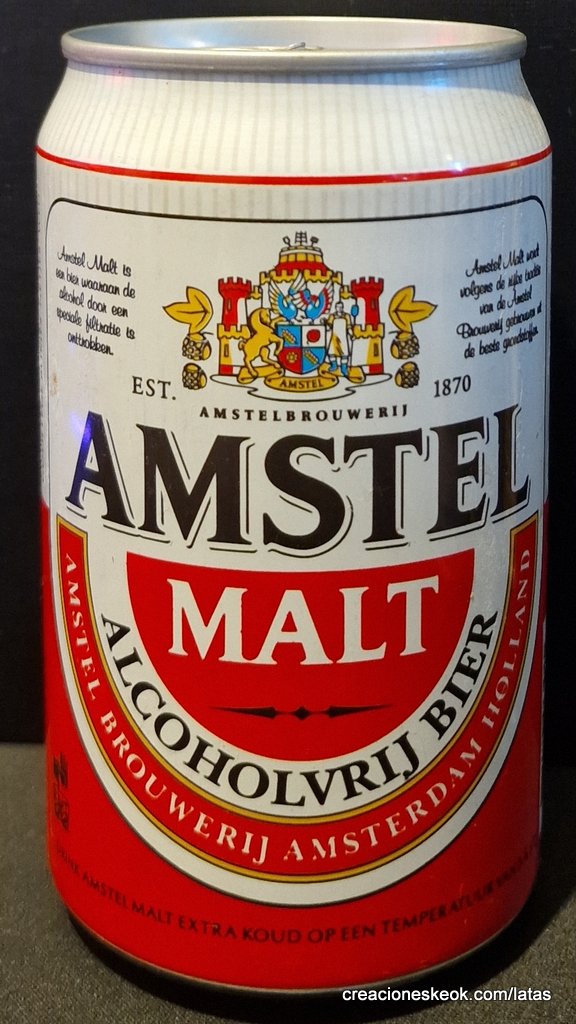 Amstel Malt is
een bier waaraan de
alcohol door een
speciale filtratie is
onttrokken.
Amstel Malt wordt
volgens de rijke traditie
van de Amstel
Brouwerij gebrouwen uit
de beste grondstoffen.
AMSTEL
EST. 1870
AMSTELBROUWERIJ
AMSTEL
MALT
ALCOHOLVRIJ BIER
AMSTEL BROUWERIJ AMSTERDAM HOLLAND
DRINK AMSTEL MALT EXTRA KOUD OP EEN TEMPERATUUR VAN
creacioneskeok.com/latas